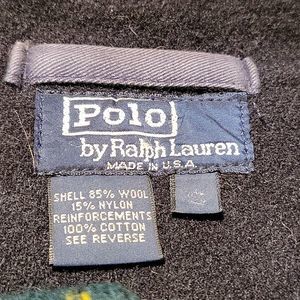 Polo
by Ralph Lauren
MADE IN U.S.A.
SHELL 85% WOOL
15% NYLON
REINFORCEMENTS
100% COTTON
SEE REVERSE